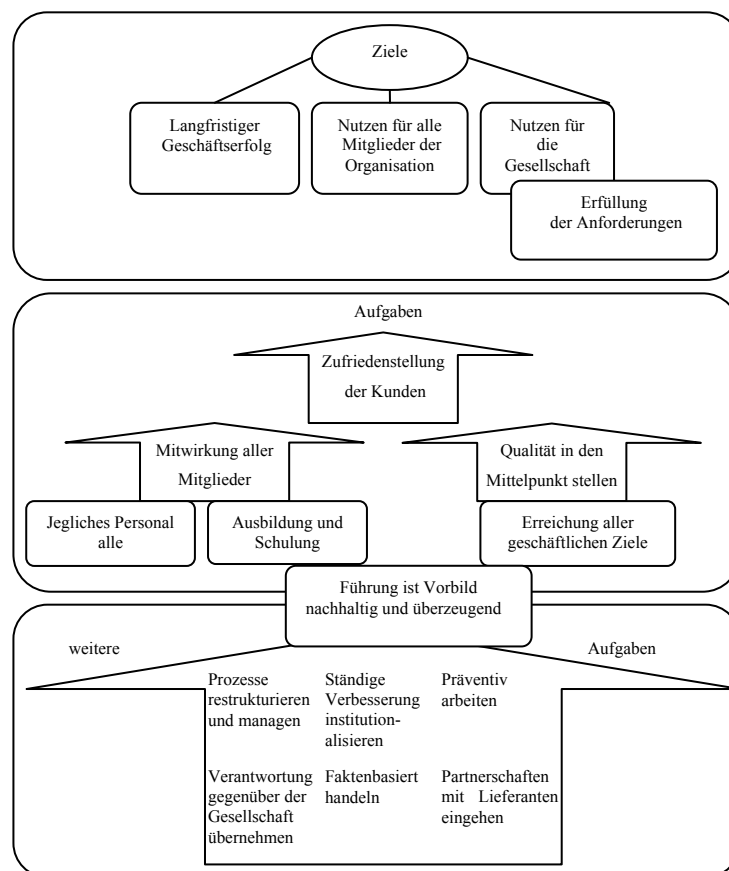 Ziele
Langfristiger
Geschäftserfolg
Nutzen für alle
Mitglieder der
Organisation
Nutzen für
die
Gesellschaft
Erfüllung
der Anforderungen
Aufgaben
Zufriedenstellung
der Kunden
Mitwirkung aller
Mitglieder
Qualität in den
Mittelpunkt stellen
Jegliches Personal
alle
Ausbildung und
Schulung
Erreichung aller
geschäftlichen Ziele
Führung ist Vorbild
nachhaltig und überzeugend
weitere
Aufgaben
Prozesse
restrukturieren
und managen
Ständige
Verbesserung
institution-
alisieren
Präventiv
arbeiten
Verantwortung
gegenüber der
Gesellschaft
übernehmen
Faktenbasiert
handeln
Partnerschaften
mit Lieferanten
eingehen